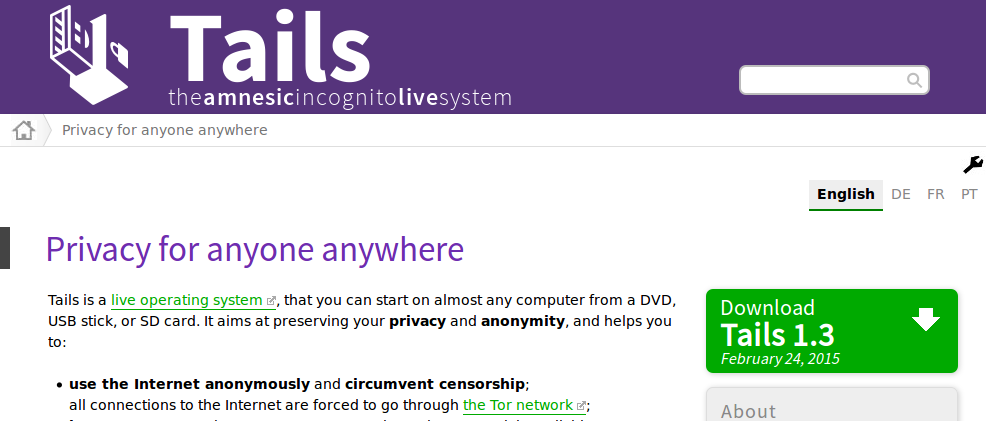 Tails
theamnesicincognitolivesystem
Privacy for anyone anywhere
English DE FR PT
Privacy for anyone anywhere
Tails is a live operating system, that you can start on almost any computer from a DVD,
USB stick, or SD card. It aims at preserving your privacy and anonymity, and helps you
to:
• use the Internet anonymously and circumvent censorship;
all connections to the Internet are forced to go through the Tor network;
Download
Tails 1.3
February 24, 2015
About